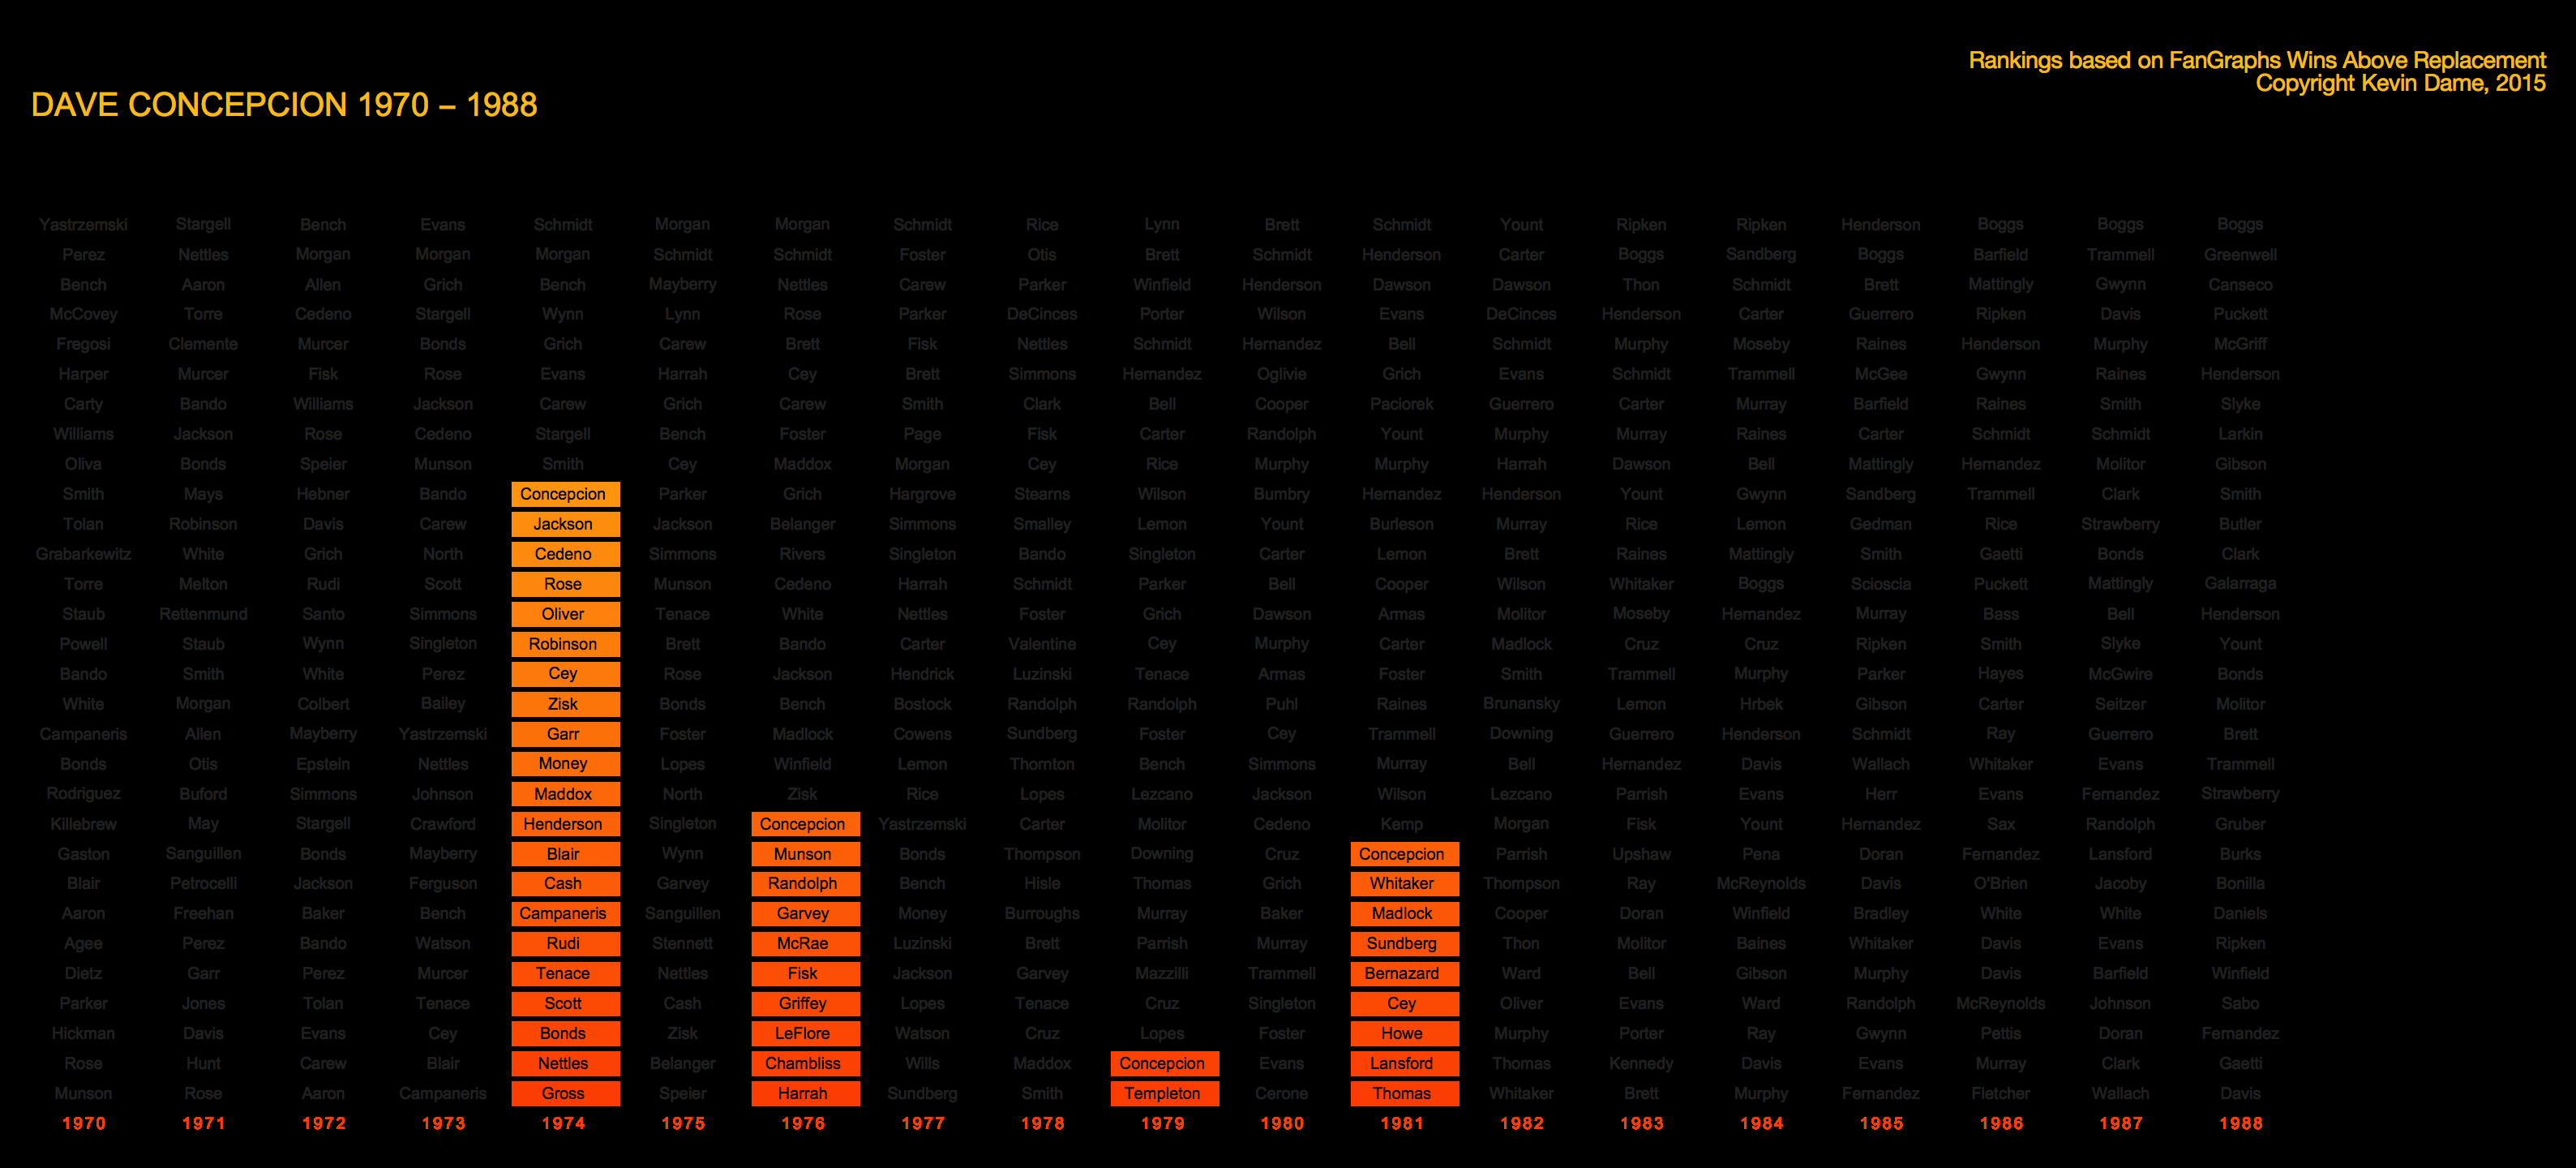 Rankings based on FanGraphs Wins Above Replacement
Copyright Kevin Dame, 2015
DAVE CONCEPCION 1970 – 1988
Yastrzemski Stargell Bench Evans Schmidt Morgan Morgan Schmidt Rice Lynn Brett Schmidt Yount Ripken Ripken Henderson Boggs Boggs Boggs
Perez Nettles Morgan Morgan Morgan Schmidt Schmidt Foster Otis Brett Schmidt Henderson Carter Boggs Sandberg Boggs Barfield Trammell Greenwell
Bench Aaron Allen Grich Bench Mayberry Nettles Carew Parker Winfield Henderson Dawson Dawson Thon Schmidt Brett Mattingly Gwynn Canseco
McCovey Torre Cedeno Stargell Wynn Lynn Rose Parker DeCinces Porter Wilson Evans DeCinces Henderson Carter Guerrero Ripken Davis Puckett
Fregosi Clemente Murcer Bonds Grich Carew Brett Fisk Nettles Schmidt Hernandez Bell Schmidt Murphy Moseby Raines Henderson Murphy McGriff
Harper Murcer Fisk Rose Evans Harrah Cey Brett Simmons Hernandez Oglivie Grich Evans Schmidt Trammell McGee Gwynn Raines Henderson
Carty Bando Williams Jackson Carew Grich Carew Smith Clark Bell Cooper Paciorek Guerrero Carter Murray Barfield Raines Smith Slyke
Williams Jackson Rose Cedeno Stargell Bench Foster Page Fisk Carter Randolph Yount Murphy Murray Raines Carter Schmidt Schmidt Larkin
Oliva Bonds Speier Munson Smith Cey Maddox Morgan Cey Rice Murphy Murphy Harrah Dawson Bell Mattingly Hernandez Molitor Gibson
Smith Mays Hebner Bando Concepcion Parker Grich Hargrove Stearns Wilson Bumbry Hernandez Henderson Yount Gwynn Sandberg Trammell Clark Smith
Tolan Robinson Davis Carew Jackson Jackson Belanger Simmons Smalley Lemon Yount Burleson Murray Rice Lemon Gedman Rice Strawberry Butler
Grabarkewitz White Grich North Cedeno Simmons Rivers Singleton Bando Singleton Carter Lemon Brett Raines Mattingly Smith Gaetti Bonds Clark
Torre Melton Rudi Scott Rose Munson Cedeno Harrah Schmidt Parker Bell Cooper Wilson Whitaker Boggs Scioscia Puckett Mattingly Galarraga
Staub Rettenmund Santo Simmons Oliver Tenace White Nettles Foster Grich Dawson Armas Molitor Moseby Hernandez Murray Bass Bell Henderson
Powell Staub Wynn Singleton Robinson Brett Bando Carter Valentine Cey Murphy Carter Madlock Cruz Cruz Ripken Smith Slyke Yount
Bando Smith White Perez Cey Rose Jackson Hendrick Luzinski Tenace Armas Foster Smith Trammell Murphy Parker Hayes McGwire Bonds
White Morgan Colbert Bailey Zisk Bonds Bench Bostock Randolph Randolph Puhl Raines Brunansky Lemon Hrbek Gibson Carter Seitzer Molitor
Campaneris Allen Mayberry Yastrzemski Garr Foster Madlock Cowens Sundberg Foster Cey Trammell Downing Guerrero Henderson Schmidt Ray Guerrero Brett
Bonds Otis Epstein Nettles Money Lopes Winfield Lemon Thornton Bench Simmons Murray Bell Hernandez Davis Wallach Whitaker Evans Trammell
Rodriguez Buford Simmons Johnson Maddox North Zisk Rice Lopes Lezcano Jackson Wilson Lezcano Parrish Evans Herr Evans Fernandez Strawberry
Killebrew May Stargell Crawford Henderson Singleton Concepcion Yastrzemski Carter Molitor Cedeno Kemp Morgan Fisk Yount Hernandez Sax Randolph Gruber
Gaston Sanguillen Bonds Mayberry Blair Wynn Munson Bonds Thompson Downing Cruz Concepcion Parrish Upshaw Pena Doran Fernandez Lansford Burks
Blair Petrocelli Jackson Ferguson Cash Garvey Randolph Bench Hisle Thomas Grich Whitaker Thompson Ray McReynolds Davis O'Brien Jacoby Bonilla
Aaron Freehan Baker Bench Campaneris Sanguillen Garvey Money Burroughs Murray Baker Madlock Cooper Doran Winfield Bradley White White Daniels
Agee Perez Bando Watson Rudi Stennett McRae Luzinski Brett Parrish Murray Sundberg Thon Molitor Baines Whitaker Davis Evans Ripken
Dietz Garr Perez Murcer Tenace Nettles Fisk Jackson Garvey Mazzilli Trammell Bernazard Ward Bell Gibson Murphy Davis Barfield Winfield
Parker Jones Tolan Tenace Scott Cash Griffey Lopes Tenace Cruz Singleton Cey Oliver Evans Ward Randolph McReynolds Johnson Sabo
Hickman Davis Evans Cey Bonds Zisk LeFlore Watson Cruz Lopes Foster Howe Murphy Porter Ray Gwynn Pettis Doran Fernandez
Rose Hunt Carew Blair Nettles Belanger Chambliss Wills Maddox Concepcion Evans Lansford Thomas Kennedy Davis Evans Murray Clark Gaetti
Munson Rose Aaron Campaneris Gross Speier Harrah Sundberg Smith Templeton Cerone Thomas Whitaker Brett Murphy Fernandez Fletcher Wallach Davis
1970 1971 1972 1973 1974 1975 1976 1977 1978 1979 1980 1981 1982 1983 1984 1985 1986 1987 1988